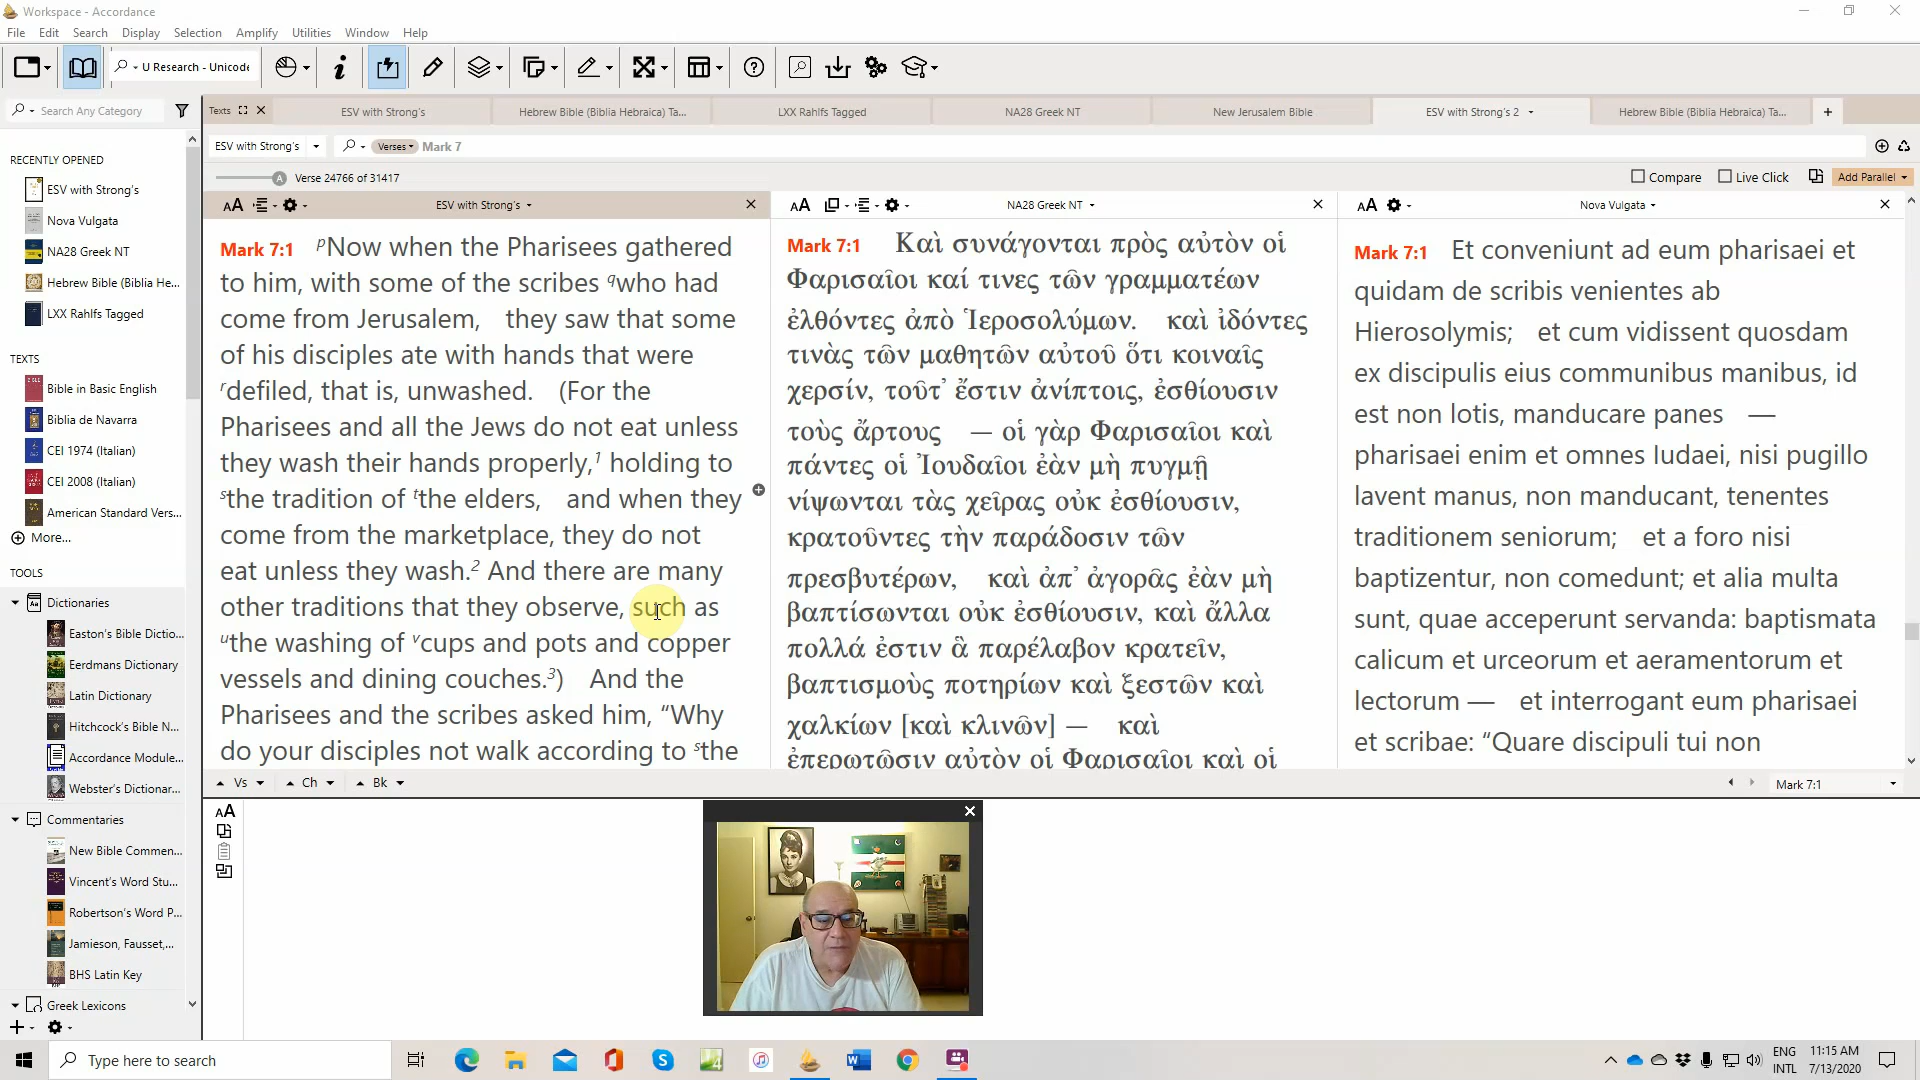 Workspace - Accordance
File Edit Search Display Selection Amplify Utilities Window Help
U Research - Unicode
Search Any Category
Texts
ESV with Strong's
Hebrew Bible (Biblia Hebraica) Ta...
LXX Rahlfs Tagged
NA28 Greek NT
New Jerusalem Bible
ESV with Strong's 2
Hebrew Bible (Biblia Hebraica) Ta...
ESV with Strong's
Verses
Mark 7
Verse 24766 of 31417
Compare
Live Click
Add Parallel
RECENTLY OPENED
ESV with Strong's
Nova Vulgata
NA28 Greek NT
Hebrew Bible (Biblia He...
LXX Rahlfs Tagged
TEXTS
Bible in Basic English
Biblia de Navarra
CEI 1974 (Italian)
CEI 2008 (Italian)
American Standard Vers...
More...
TOOLS
Dictionaries
Easton's Bible Dictio...
Eerdmans Dictionary
Latin Dictionary
Hitchcock's Bible N...
Accordance Module...
Webster's Dictionar...
Commentaries
New Bible Commen...
Vincent's Word Stu...
Robertson's Word P...
Jamieson, Fausset,...
BHS Latin Key
Greek Lexicons
AA
ESV with Strong's
Mark 7:1 pNow when the Pharisees gathered
to him, with some of the scribes qwho had
come from Jerusalem, they saw that some
of his disciples ate with hands that were
rdefiled, that is, unwashed. (For the
Pharisees and all the Jews do not eat unless
they wash their hands properly,1 holding to
sthe tradition of tthe elders, and when they
come from the marketplace, they do not
eat unless they wash.2 And there are many
other traditions that they observe, such as
uthe washing of vcups and pots and copper
vessels and dining couches.3) And the
Pharisees and the scribes asked him, “Why
do your disciples not walk according to sthe
AA
NA28 Greek NT
Mark 7:1 Καὶ συνάγονται πρὸς αὐτὸν οἱ
Φαρισαῖοι καί τινες τῶν γραμματέων
ἐλθόντες ἀπὸ Ἱεροσολύμων. καὶ ἰδόντες
τινὰς τῶν μαθητῶν αὐτοῦ ὅτι κοιναῖς
χερσίν, τοῦτ’ ἔστιν ἀνίπτοις, ἐσθίουσιν
τοὺς ἄρτους — οἱ γὰρ Φαρισαῖοι καὶ
πάντες οἱ Ἰουδαῖοι ἐὰν μὴ πυγμῇ
νίψωνται τὰς χεῖρας οὐκ ἐσθίουσιν,
κρατοῦντες τὴν παράδοσιν τῶν
πρεσβυτέρων, καὶ ἀπ’ ἀγορᾶς ἐὰν μὴ
βαπτίσωνται οὐκ ἐσθίουσιν, καὶ ἄλλα
πολλά ἐστιν ἃ παρέλαβον κρατεῖν,
βαπτισμοὺς ποτηρίων καὶ ξεστῶν καὶ
χαλκίων [καὶ κλινῶν] — καὶ
ἐπερωτῶσιν αὐτὸν οἱ Φαρισαῖοι καὶ οἱ
AA
Nova Vulgata
Mark 7:1 Et conveniunt ad eum pharisaei et
quidam de scribis venientes ab
Hierosolymis; et cum vidissent quosdam
ex discipulis eius communibus manibus, id
est non lotis, manducare panes —
pharisaei enim et omnes Iudaei, nisi pugillo
lavent manus, non manducant, tenentes
traditionem seniorum; et a foro nisi
baptizentur, non comedunt; et alia multa
sunt, quae acceperunt servanda: baptismata
calicum et urceorum et aeramentorum et
lectorum — et interrogant eum pharisaei
et scribae: “Quare discipuli tui non
Vs Ch Bk
Mark 7:1
AA
Type here to search
ENG
INTL
11:15 AM
7/13/2020